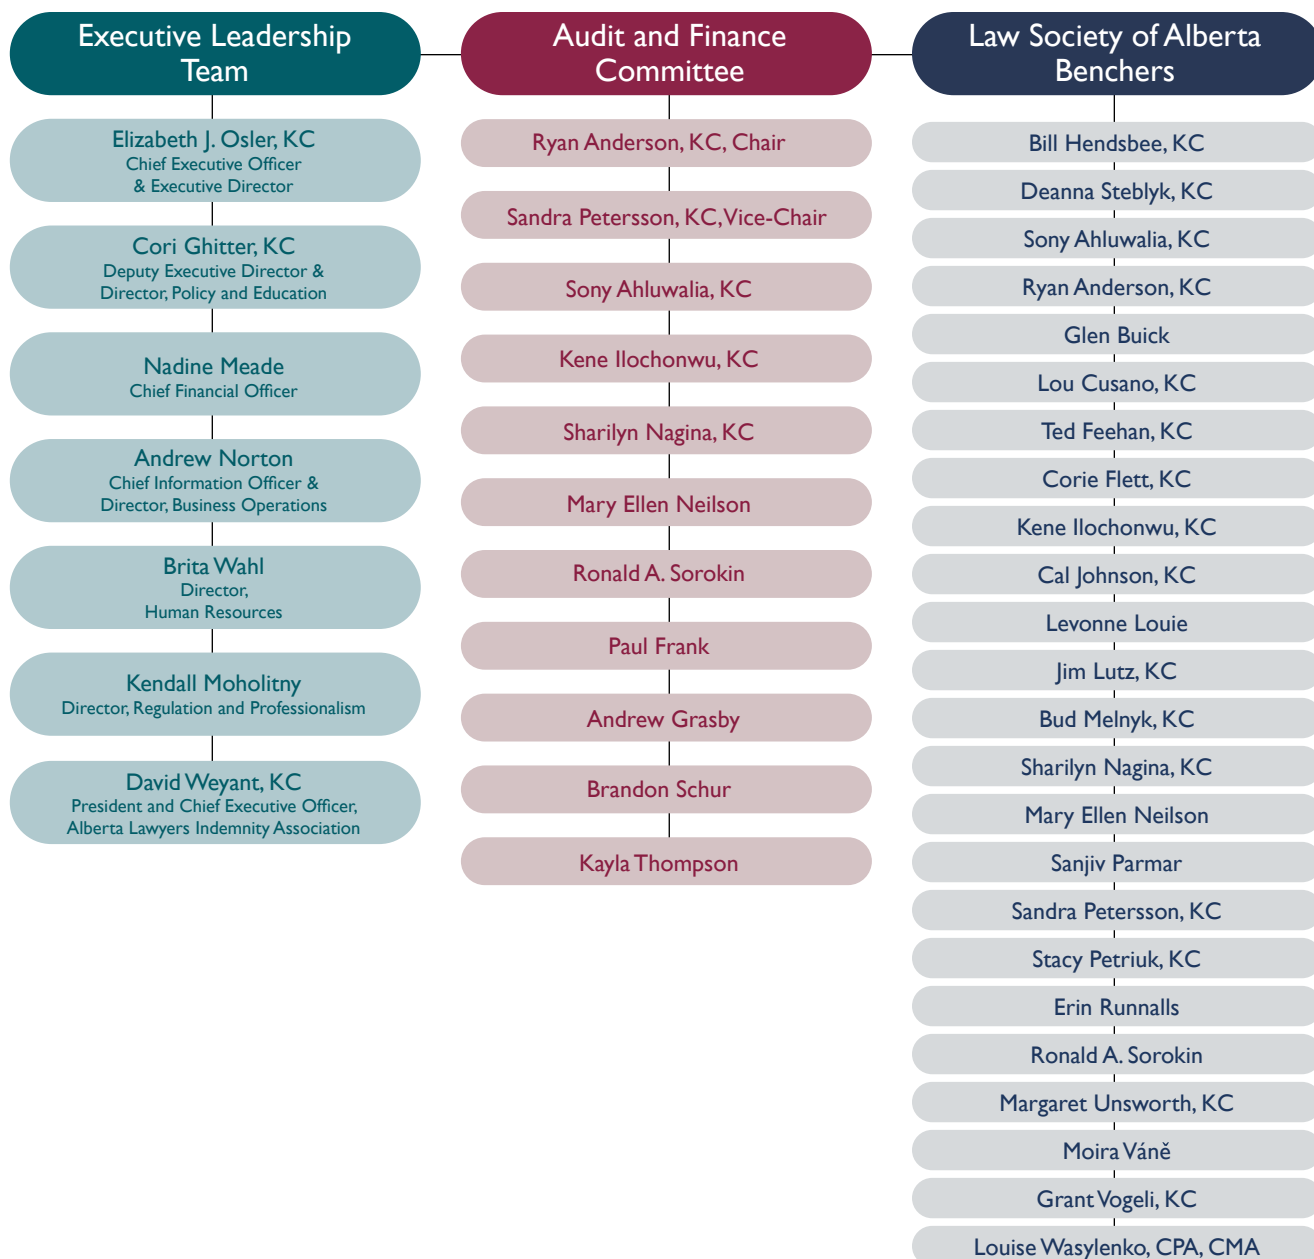 Executive Leadership
Team
Elizabeth J. Osler, KC
Chief Executive Officer
& Executive Director
Cori Ghitter, KC
Deputy Executive Director &
Director, Policy and Education
Nadine Meade
Chief Financial Officer
Andrew Norton
Chief Information Officer &
Director, Business Operations
Brita Wahl
Director,
Human Resources
Kendall Moholitny
Director, Regulation and Professionalism
David Weyant, KC
President and Chief Executive Officer,
Alberta Lawyers Indemnity Association
Audit and Finance
Committee
Ryan Anderson, KC, Chair
Sandra Petersson, KC, Vice-Chair
Sony Ahluwalia, KC
Kene Ilochonwu, KC
Sharilyn Nagina, KC
Mary Ellen Neilson
Ronald A. Sorokin
Paul Frank
Andrew Grasby
Brandon Schur
Kayla Thompson
Law Society of Alberta
Benchers
Bill Hendsbee, KC
Deanna Steblyk, KC
Sony Ahluwalia, KC
Ryan Anderson, KC
Glen Buick
Lou Cusano, KC
Ted Feehan, KC
Corie Flett, KC
Kene Ilochonwu, KC
Cal Johnson, KC
Levonne Louie
Jim Lutz, KC
Bud Melnyk, KC
Sharilyn Nagina, KC
Mary Ellen Neilson
Sanjiv Parmar
Sandra Petersson, KC
Stacy Petriuk, KC
Erin Runnalls
Ronald A. Sorokin
Margaret Unsworth, KC
Moira Váně
Grant Vogeli, KC
Louise Wasylenko, CPA, CMA